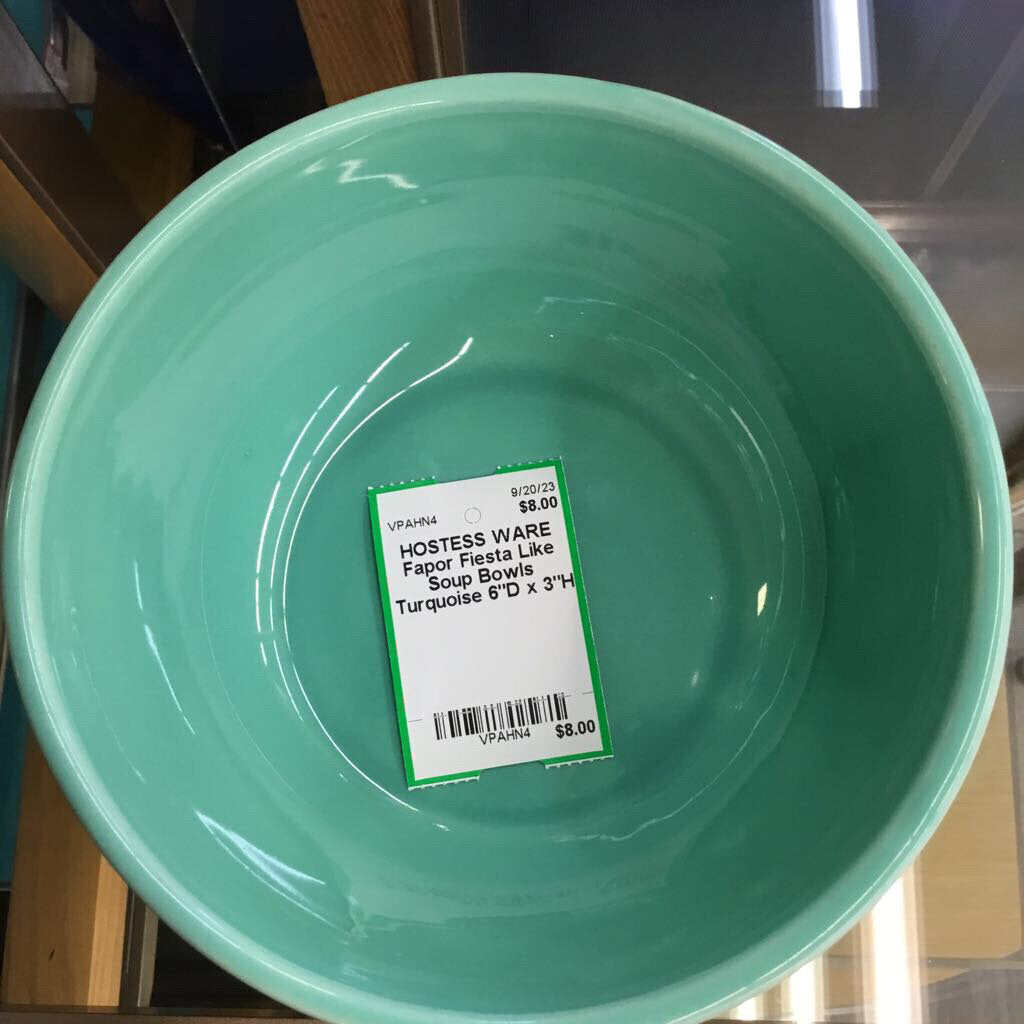 9/20/23
VPAHN4 $8.00
HOSTESS WARE
Fapor Fiesta Like
Soup Bowls
Turquoise 6"D x 3"H
VPAHN4 $8.00